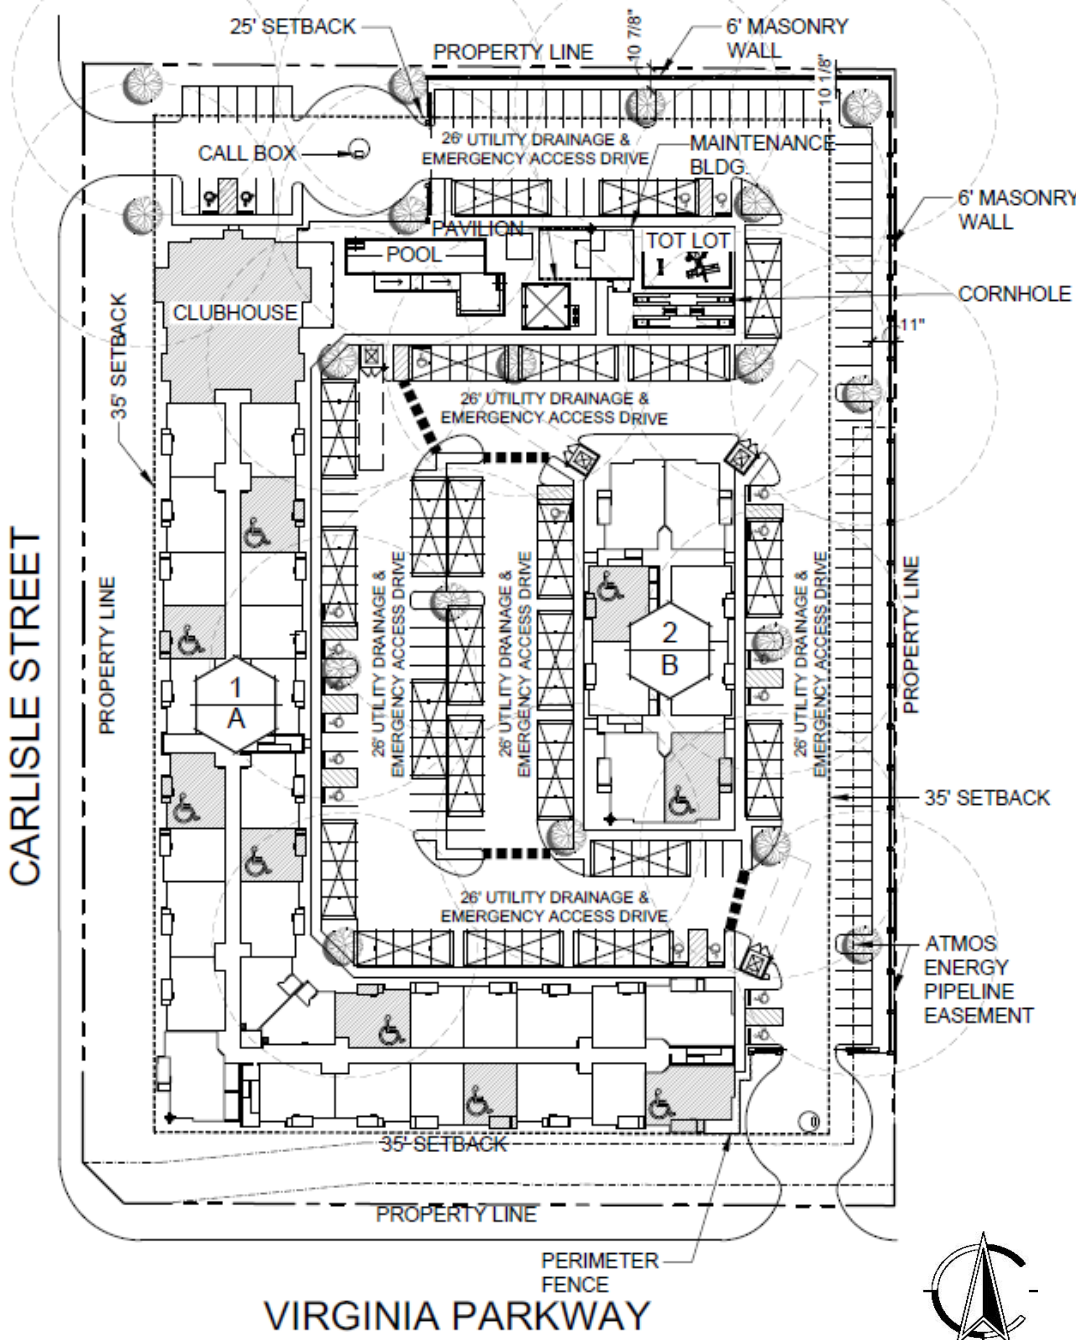 25' SETBACK
PROPERTY LINE
10 7/8"
6' MASONRY
WALL
10 1/8"
CALL BOX
26' UTILITY DRAINAGE &
EMERGENCY ACCESS DRIVE
MAINTENANCE
BLDG.
6' MASONRY
WALL
PAVILION
POOL
TOT LOT
CORNHOLE
CLUBHOUSE
11"
35' SETBACK
26' UTILITY DRAINAGE &
EMERGENCY ACCESS DRIVE
CARLISLE STREET
PROPERTY LINE
1
A
26' UTILITY DRAINAGE &
EMERGENCY ACCESS DRIVE
26' UTILITY DRAINAGE &
EMERGENCY ACCESS DRIVE
2
B
26' UTILITY DRAINAGE &
EMERGENCY ACCESS DRIVE
PROPERTY LINE
35' SETBACK
26' UTILITY DRAINAGE &
EMERGENCY ACCESS DRIVE
ATMOS
ENERGY
PIPELINE
EASEMENT
35' SETBACK
PROPERTY LINE
PERIMETER
FENCE
VIRGINIA PARKWAY